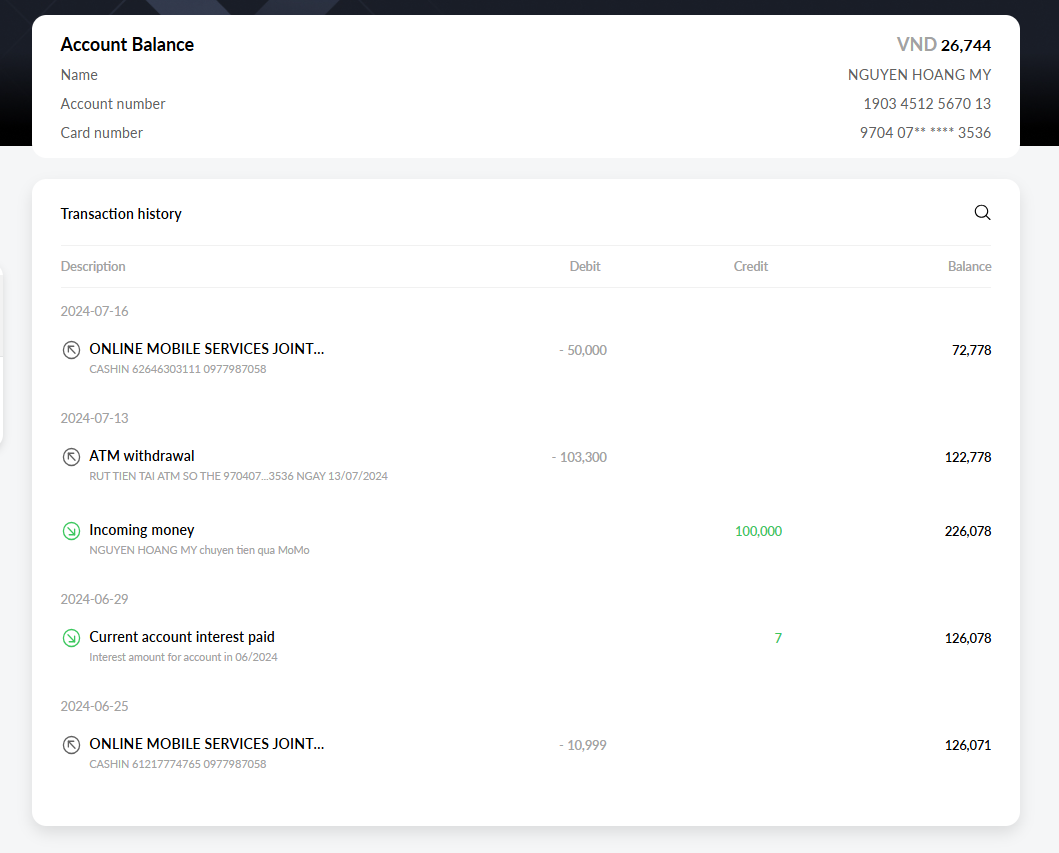 Account Balance VND 26,744
Name NGUYEN HOANG MY
Account number 1903 4512 5670 13
Card number 9704 07** **** 3536
Transaction history
Description Debit Credit Balance
2024-07-16
ONLINE MOBILE SERVICES JOINT... - 50,000 72,778
CASHIN 62646303111 0977987058
2024-07-13
ATM withdrawal - 103,300 122,778
RUT TIEN TAI ATM SO THE 970407...3536 NGAY 13/07/2024
Incoming money 100,000 226,078
NGUYEN HOANG MY chuyen tien qua MoMo
2024-06-29
Current account interest paid 7 126,078
Interest amount for account in 06/2024
2024-06-25
ONLINE MOBILE SERVICES JOINT... - 10,999 126,071
CASHIN 61217774765 0977987058